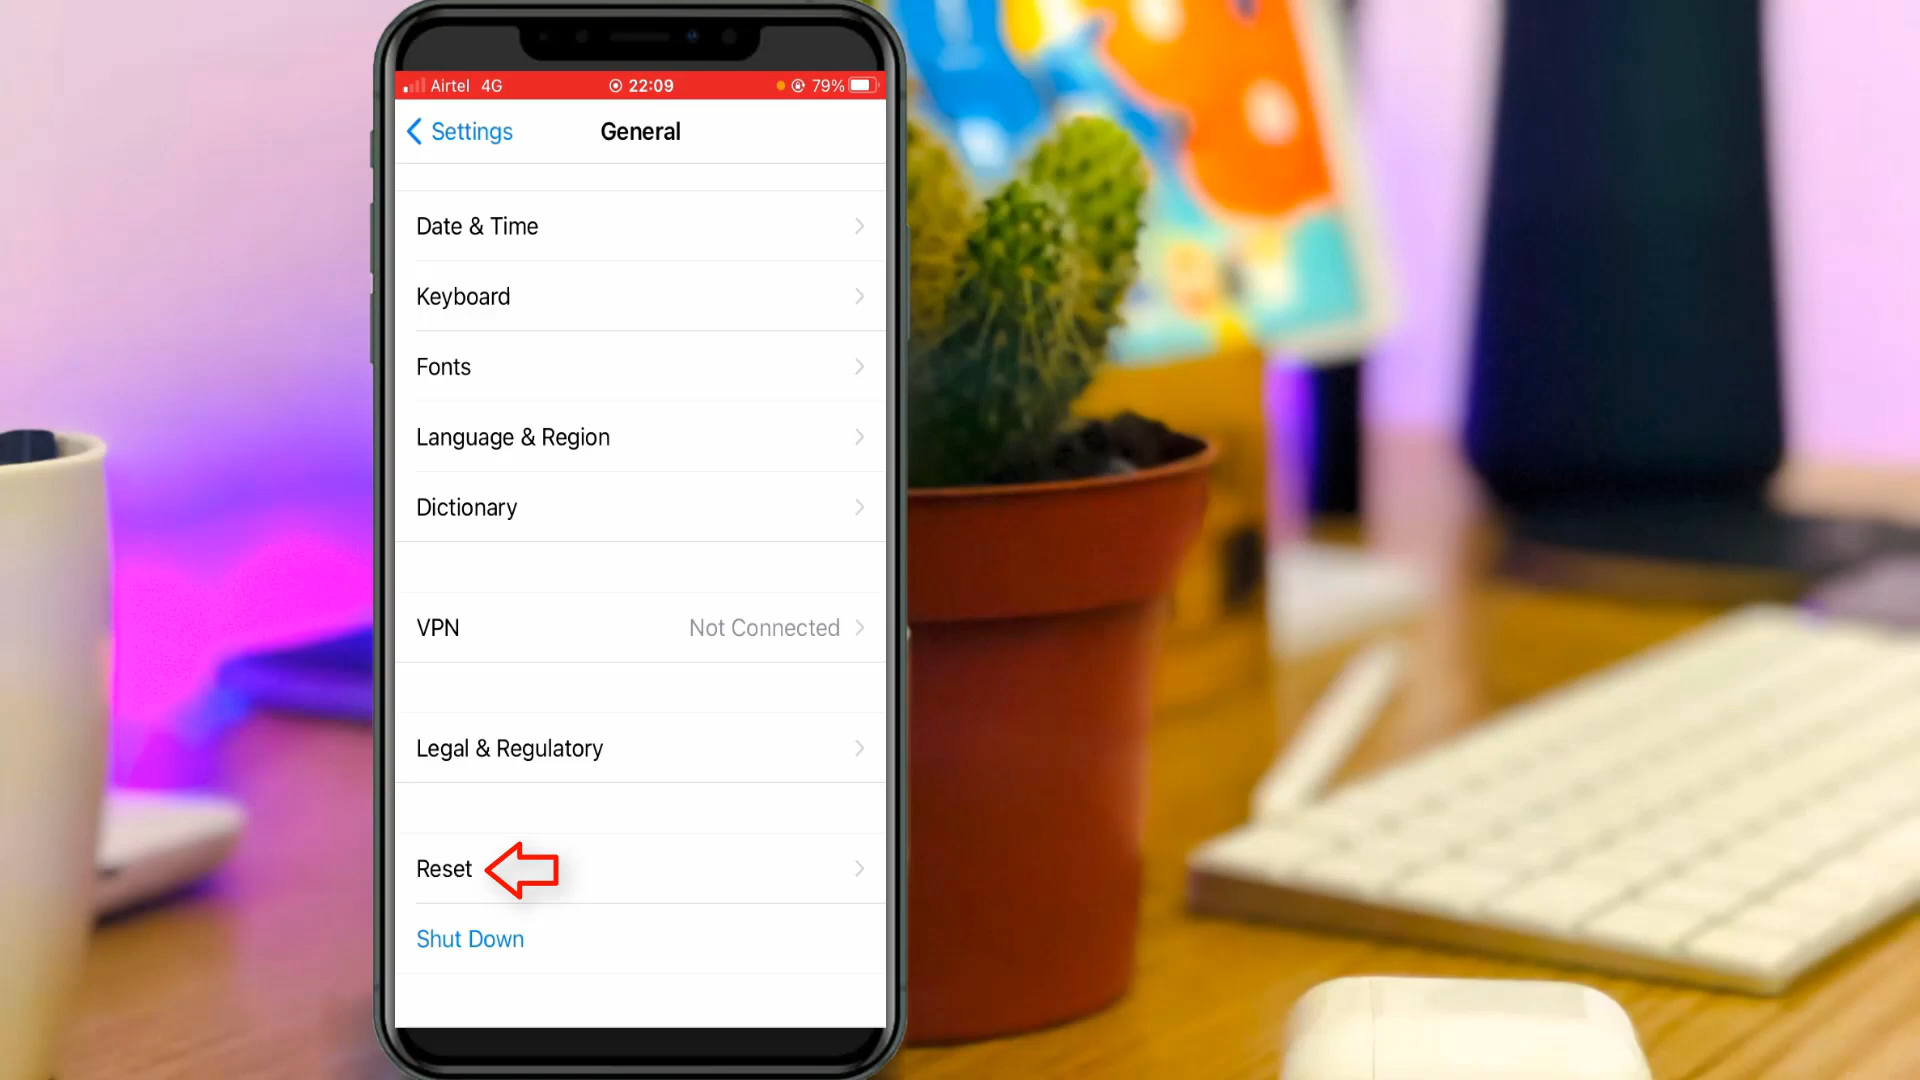 Airtel 4G 22:09 79%
Settings General
Date & Time
Keyboard
Fonts
Language & Region
Dictionary
VPN Not Connected
Legal & Regulatory
Reset
Shut Down